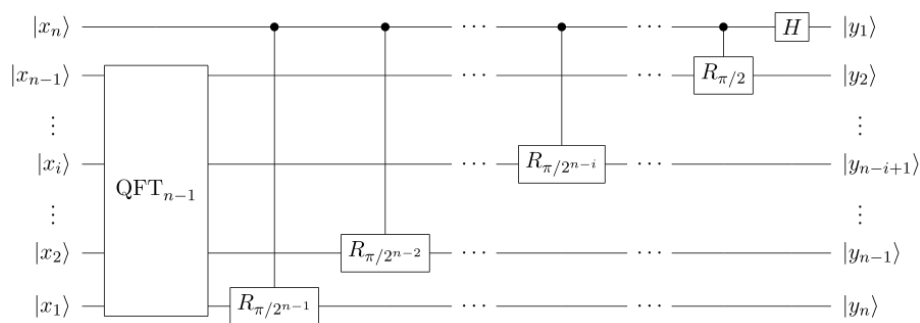 |x_n⟩ ⋯ ⋯ H |y_1⟩
|x_{n−1}⟩ ⋯ ⋯ R_{π/2} |y_2⟩
⋮ ⋮
|x_i⟩ ⋯ R_{π/2^{n−i}} ⋯ |y_{n−i+1}⟩
QFT_{n−1}
⋮ ⋮
|x_2⟩ R_{π/2^{n−2}} ⋯ ⋯ |y_{n−1}⟩
|x_1⟩ R_{π/2^{n−1}} ⋯ ⋯ |y_n⟩